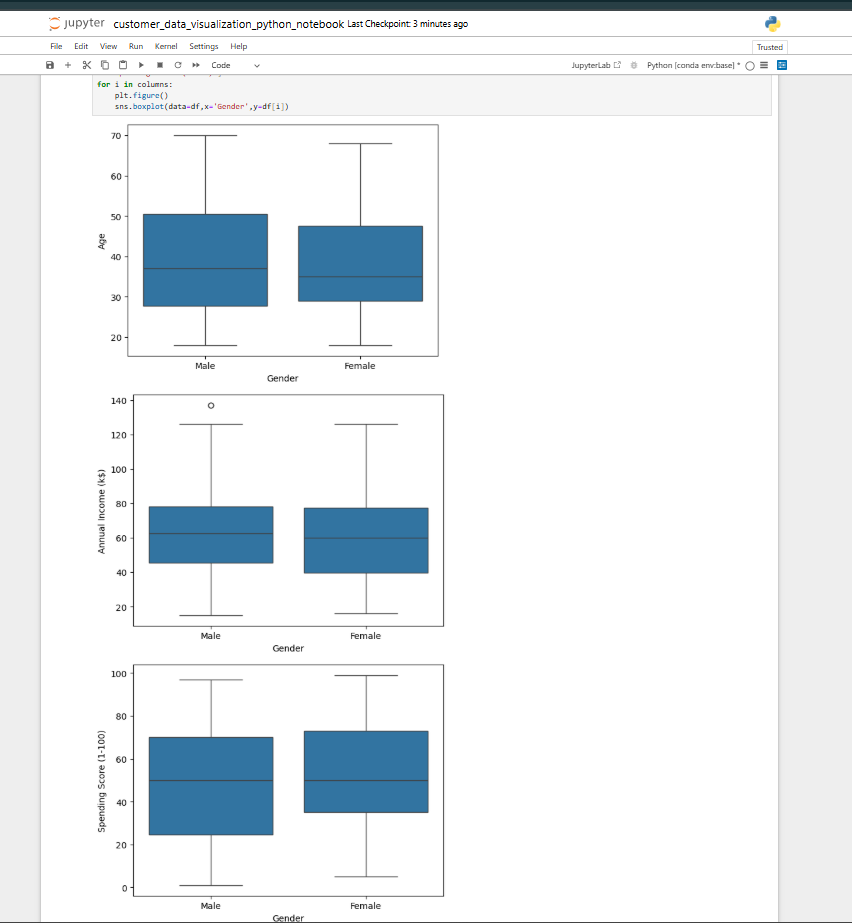 jupyter customer_data_visualization_python_notebook Last Checkpoint: 3 minutes ago
File Edit View Run Kernel Settings Help
Trusted
Code
JupyterLab
Python [conda env:base] *
for i in columns:
plt.figure()
sns.boxplot(data=df,x='Gender',y=df[i])
70
60
50
40
30
20
Age
Male Female
Gender
140
120
100
80
60
40
20
Annual Income (k$)
Male Female
Gender
100
80
60
40
20
0
Spending Score (1-100)
Male Female
Gender